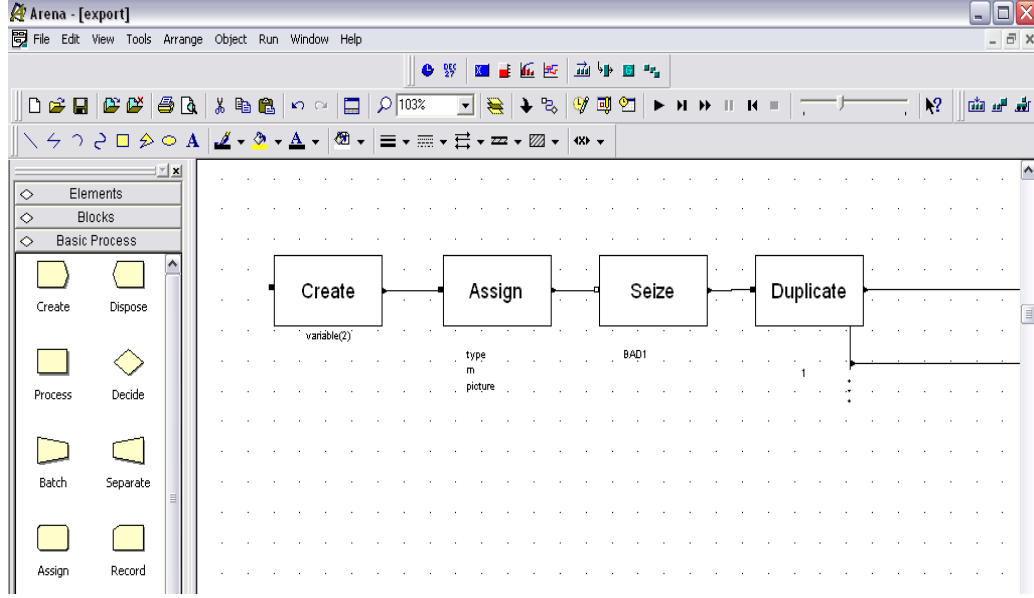 Arena - [export]
File Edit View Tools Arrange Object Run Window Help
103%
Elements
Blocks
Basic Process
Create Dispose
Process Decide
Batch Separate
Assign Record
Create Assign Seize Duplicate
variable(2)
type
m
picture
BAD1
1